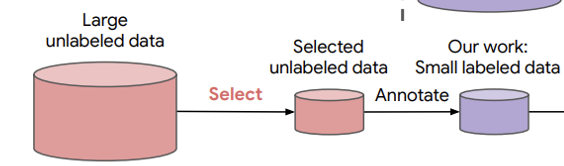 Large
unlabeled data
Select
Selected
unlabeled data
Annotate
Our work:
Small labeled data